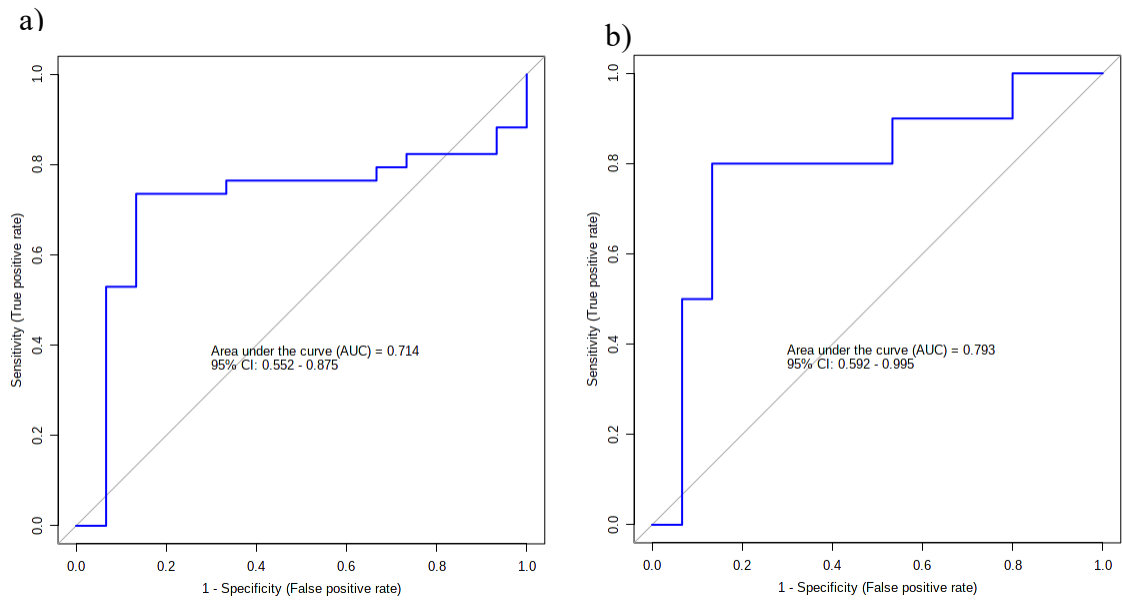 a)
1.0
0.8
0.6
0.4
0.2
0.0
Sensitivity (True positive rate)
Area under the curve (AUC) = 0.714
95% CI: 0.552 - 0.875
0.0 0.2 0.4 0.6 0.8 1.0
1 - Specificity (False positive rate)
b)
1.0
0.8
0.6
0.4
0.2
0.0
Sensitivity (True positive rate)
Area under the curve (AUC) = 0.793
95% CI: 0.592 - 0.995
0.0 0.2 0.4 0.6 0.8 1.0
1 - Specificity (False positive rate)